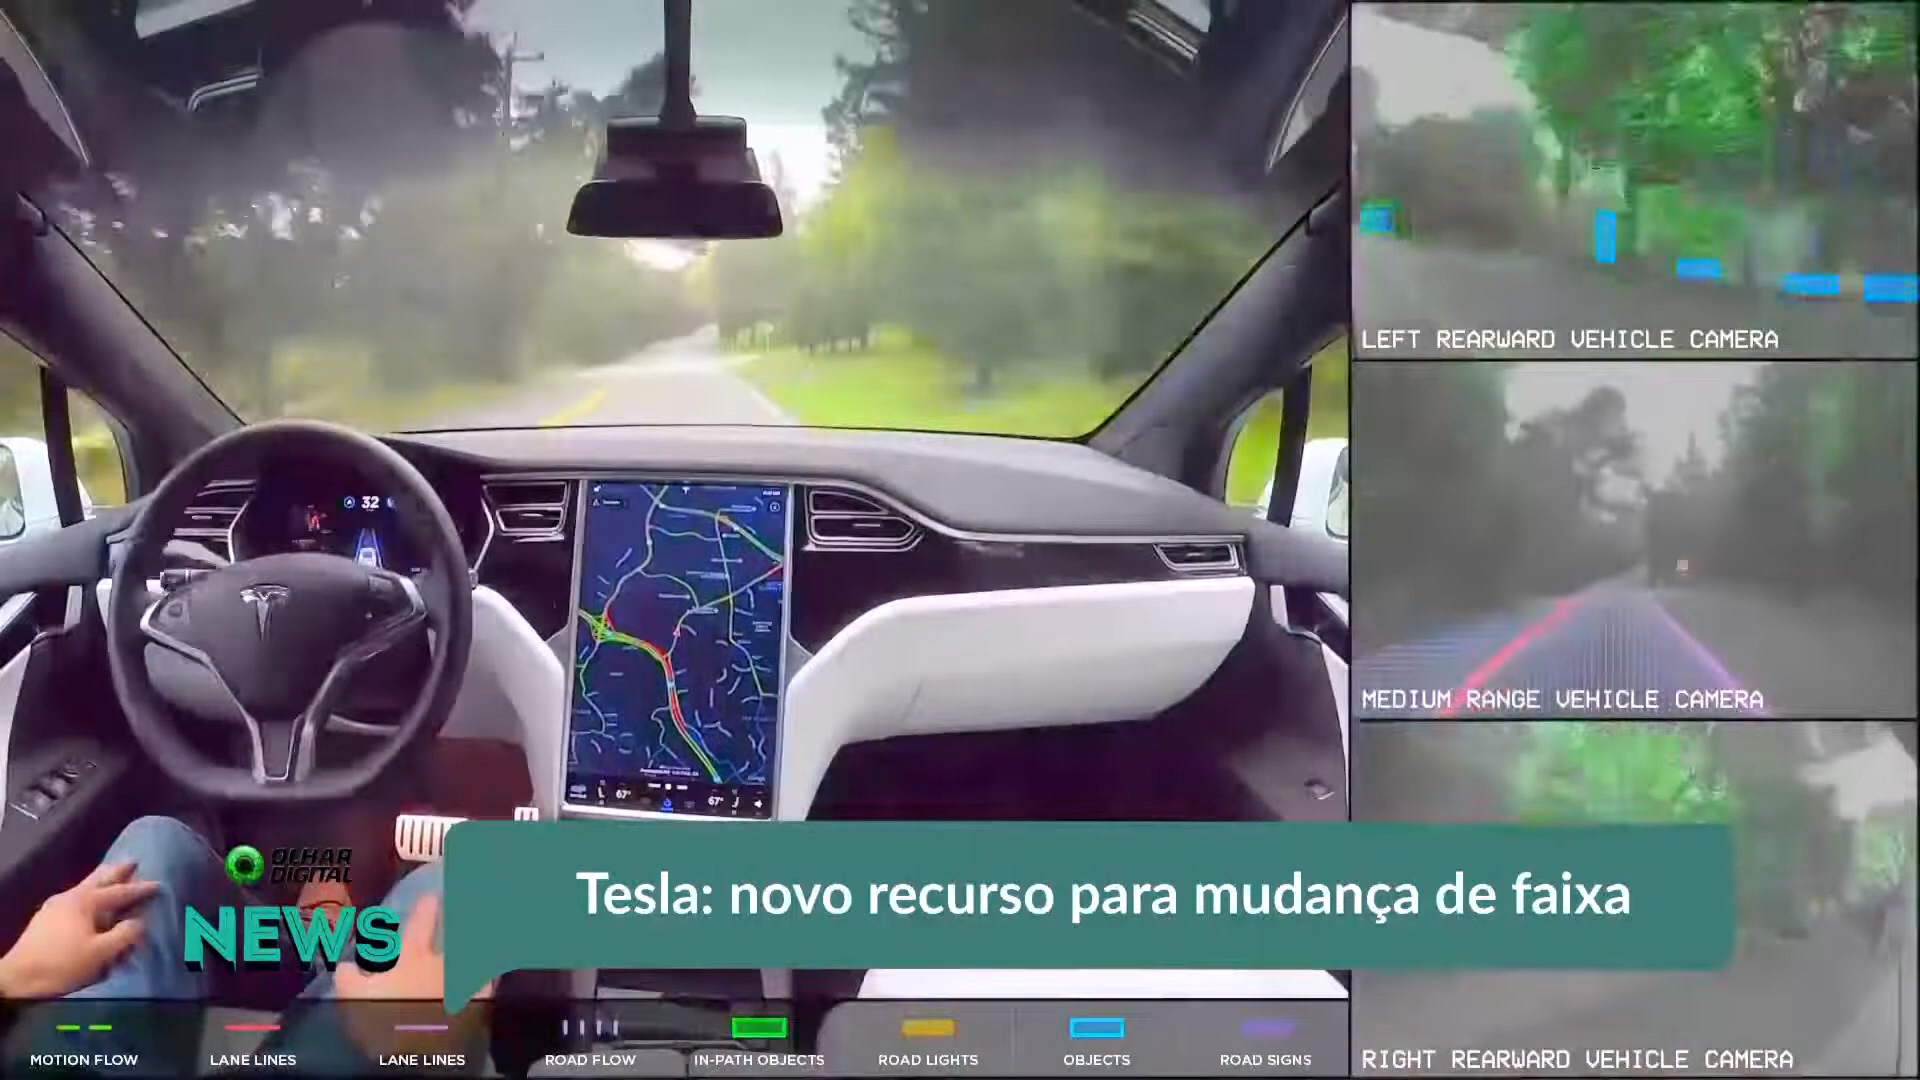 32
67°
67°
LEFT REARWARD VEHICLE CAMERA
MEDIUM RANGE VEHICLE CAMERA
RIGHT REARWARD VEHICLE CAMERA
OLHAR
DIGITAL
NEWS
Tesla: novo recurso para mudança de faixa
MOTION FLOW
LANE LINES
LANE LINES
ROAD FLOW
IN-PATH OBJECTS
ROAD LIGHTS
OBJECTS
ROAD SIGNS